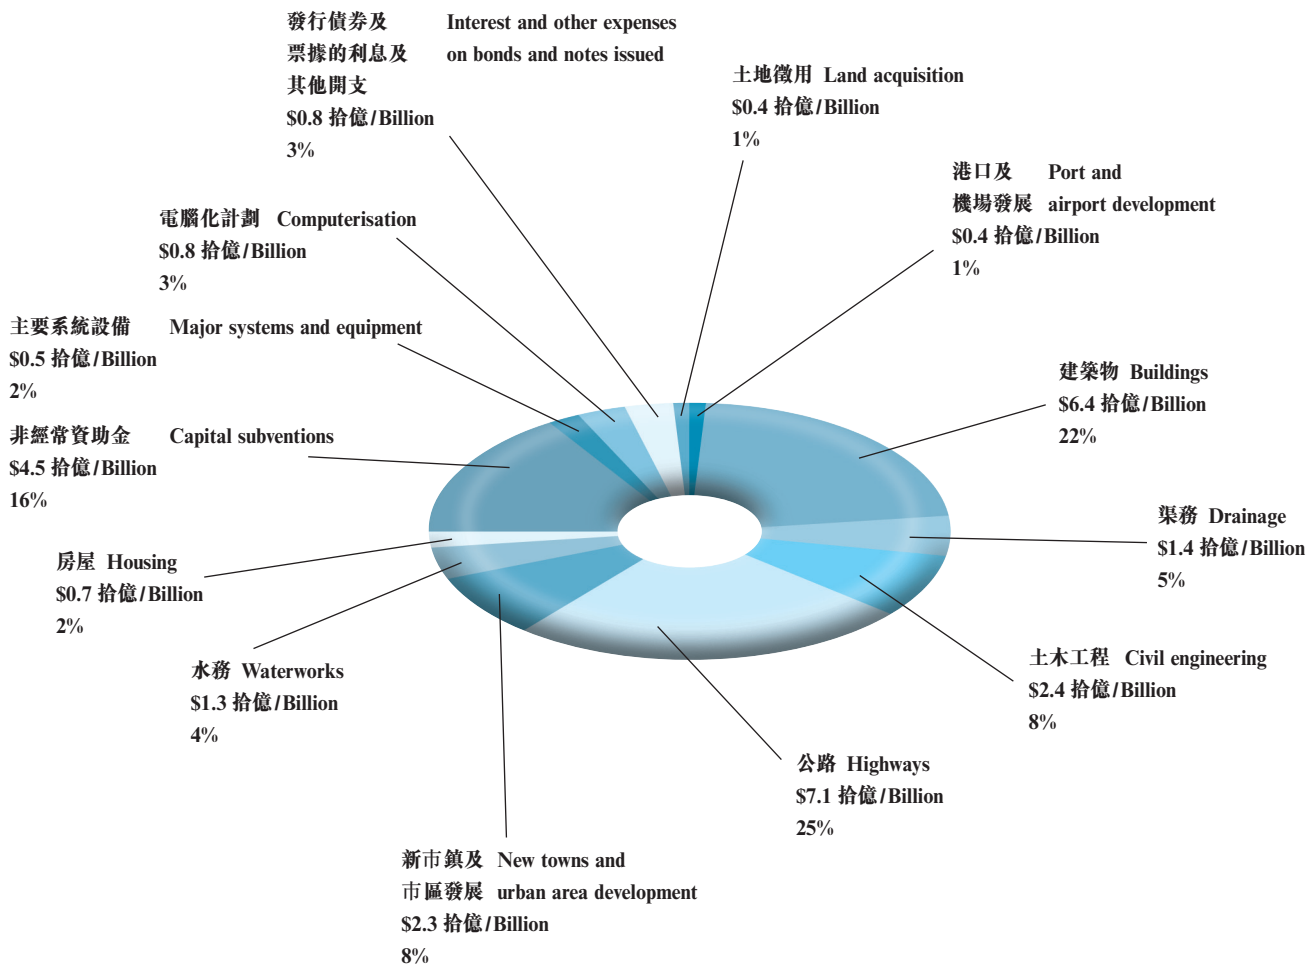 發行債券及 Interest and other expenses
票據的利息及 on bonds and notes issued
其他開支
$0.8 拾億/Billion
3%
土地徵用 Land acquisition
$0.4 拾億/Billion
1%
港口及 Port and
機場發展 airport development
$0.4 拾億/Billion
1%
電腦化計劃 Computerisation
$0.8 拾億/Billion
3%
主要系統設備 Major systems and equipment
$0.5 拾億/Billion
2%
建築物 Buildings
$6.4 拾億/Billion
22%
非經常資助金 Capital subventions
$4.5 拾億/Billion
16%
渠務 Drainage
$1.4 拾億/Billion
5%
房屋 Housing
$0.7 拾億/Billion
2%
土木工程 Civil engineering
$2.4 拾億/Billion
8%
水務 Waterworks
$1.3 拾億/Billion
4%
公路 Highways
$7.1 拾億/Billion
25%
新市鎮及 New towns and
市區發展 urban area development
$2.3 拾億/Billion
8%